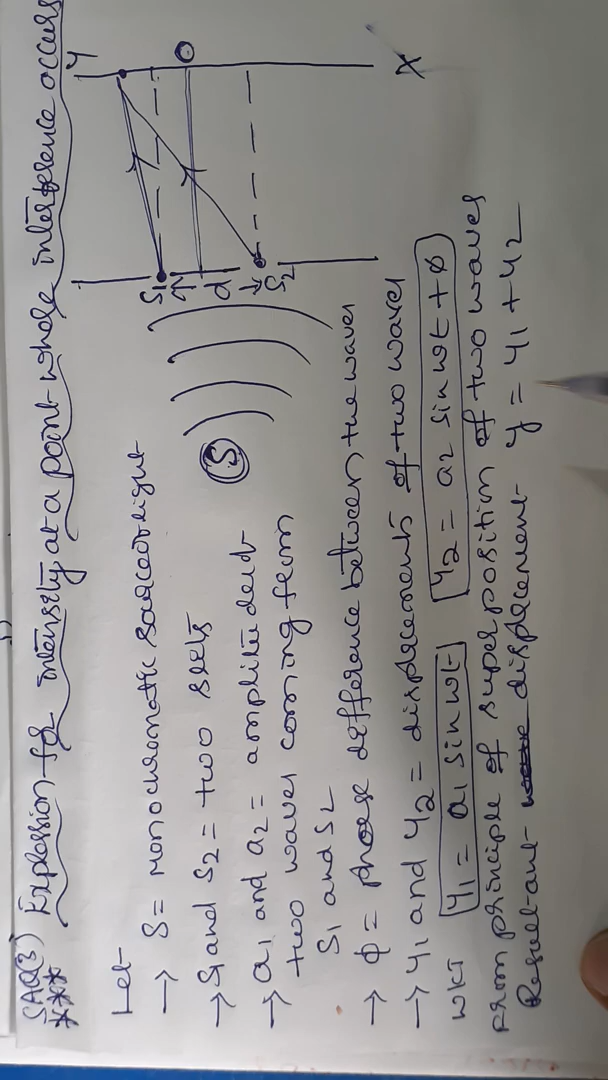 SAQ(3) Expression for intensity at a point whose interference occurs
***
Let
→ S = monochromatic source of light
→ S1 and S2 = two slits
→ a1 and a2 = amplitude of
two waves coming from
S1 and S2
→ φ = phase difference between the waves
→ y1 and y2 = displacements of two waves
WKT y1 = a1 sin wt y2 = a2 sin wt + φ
From principle of superposition of two waves
Resultant displacement y = y1 + y2
S
S1
d
S2
Y
O
X